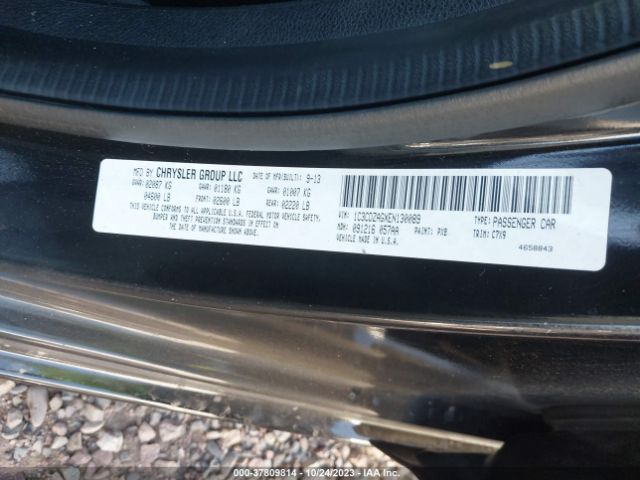 MFD BY CHRYSLER GROUP LLC DATE OF MFR(BUILT): 9-13
GVWR: 02087 KG GAWR: 01180 KG GAWR: 01007 KG
04600 LB FRONT: 02600 LB REAR: 02220 LB
THIS VEHICLE CONFORMS TO ALL APPLICABLE U.S.A. FEDERAL MOTOR VEHICLE SAFETY,
BUMPER AND THEFT PREVENTION STANDARDS IN EFFECT ON THE DATE OF MANUFACTURE SHOWN ABOVE.
VIN: 1C3CDZAGXEN130089 TYPE: PASSENGER CAR
MDH: 091216 057AA PAINT: PXB TRIM: C7X9
VEHICLE MADE IN U.S.A.
4658843
000-37809814 - 10/24/2023 - IAA Inc.